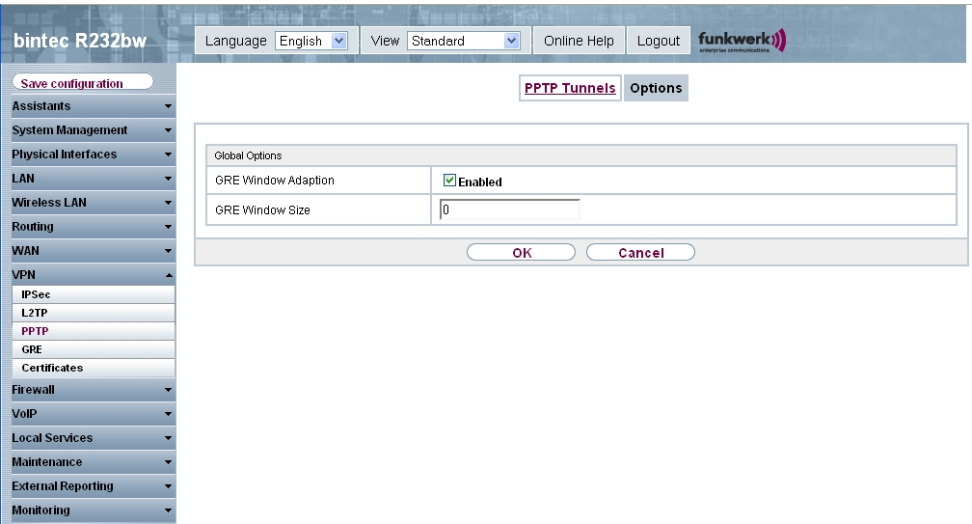 bintec R232bw
Language English View Standard Online Help Logout funkwerk
enterprise communications
Save configuration
Assistants
System Management
Physical Interfaces
LAN
Wireless LAN
Routing
WAN
VPN
IPSec
L2TP
PPTP
GRE
Certificates
Firewall
VoIP
Local Services
Maintenance
External Reporting
Monitoring
PPTP Tunnels Options
Global Options
GRE Window Adaption Enabled
GRE Window Size 0
OK Cancel